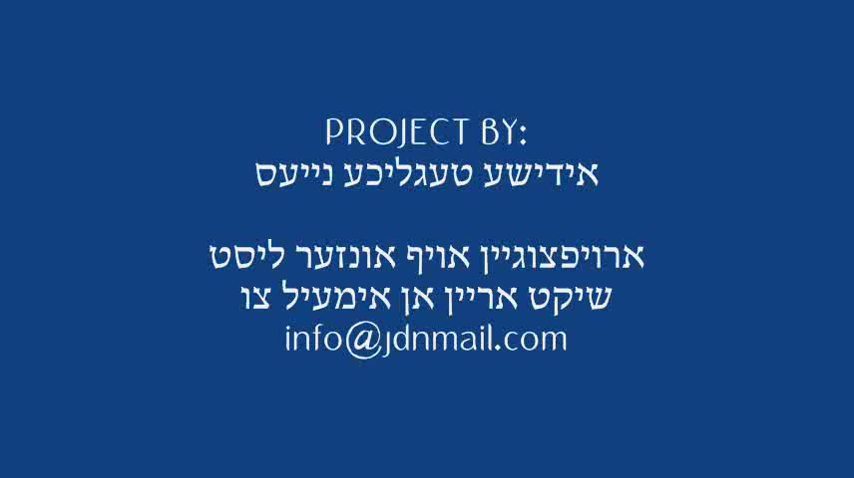 PROJECT BY:
אידישע טעגליכע נייעס
ארויפצוגיין אויף אונזער ליסט
שיקט אריין אן אימעיל צו
info@jdnmail.com